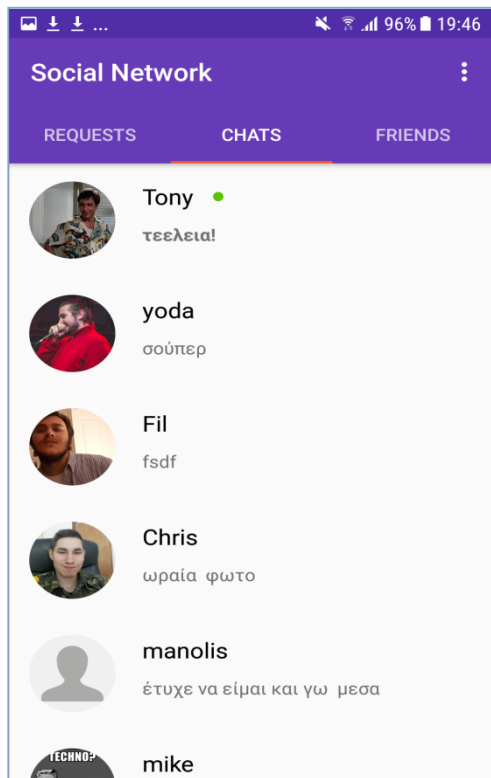 ... 96% 19:46
Social Network
REQUESTS CHATS FRIENDS
Tony
τεελεια!
yoda
σούπερ
Fil
fsdf
Chris
ωραία φωτο
manolis
έτυχε να είμαι και γω μεσα
TECHNO?
mike